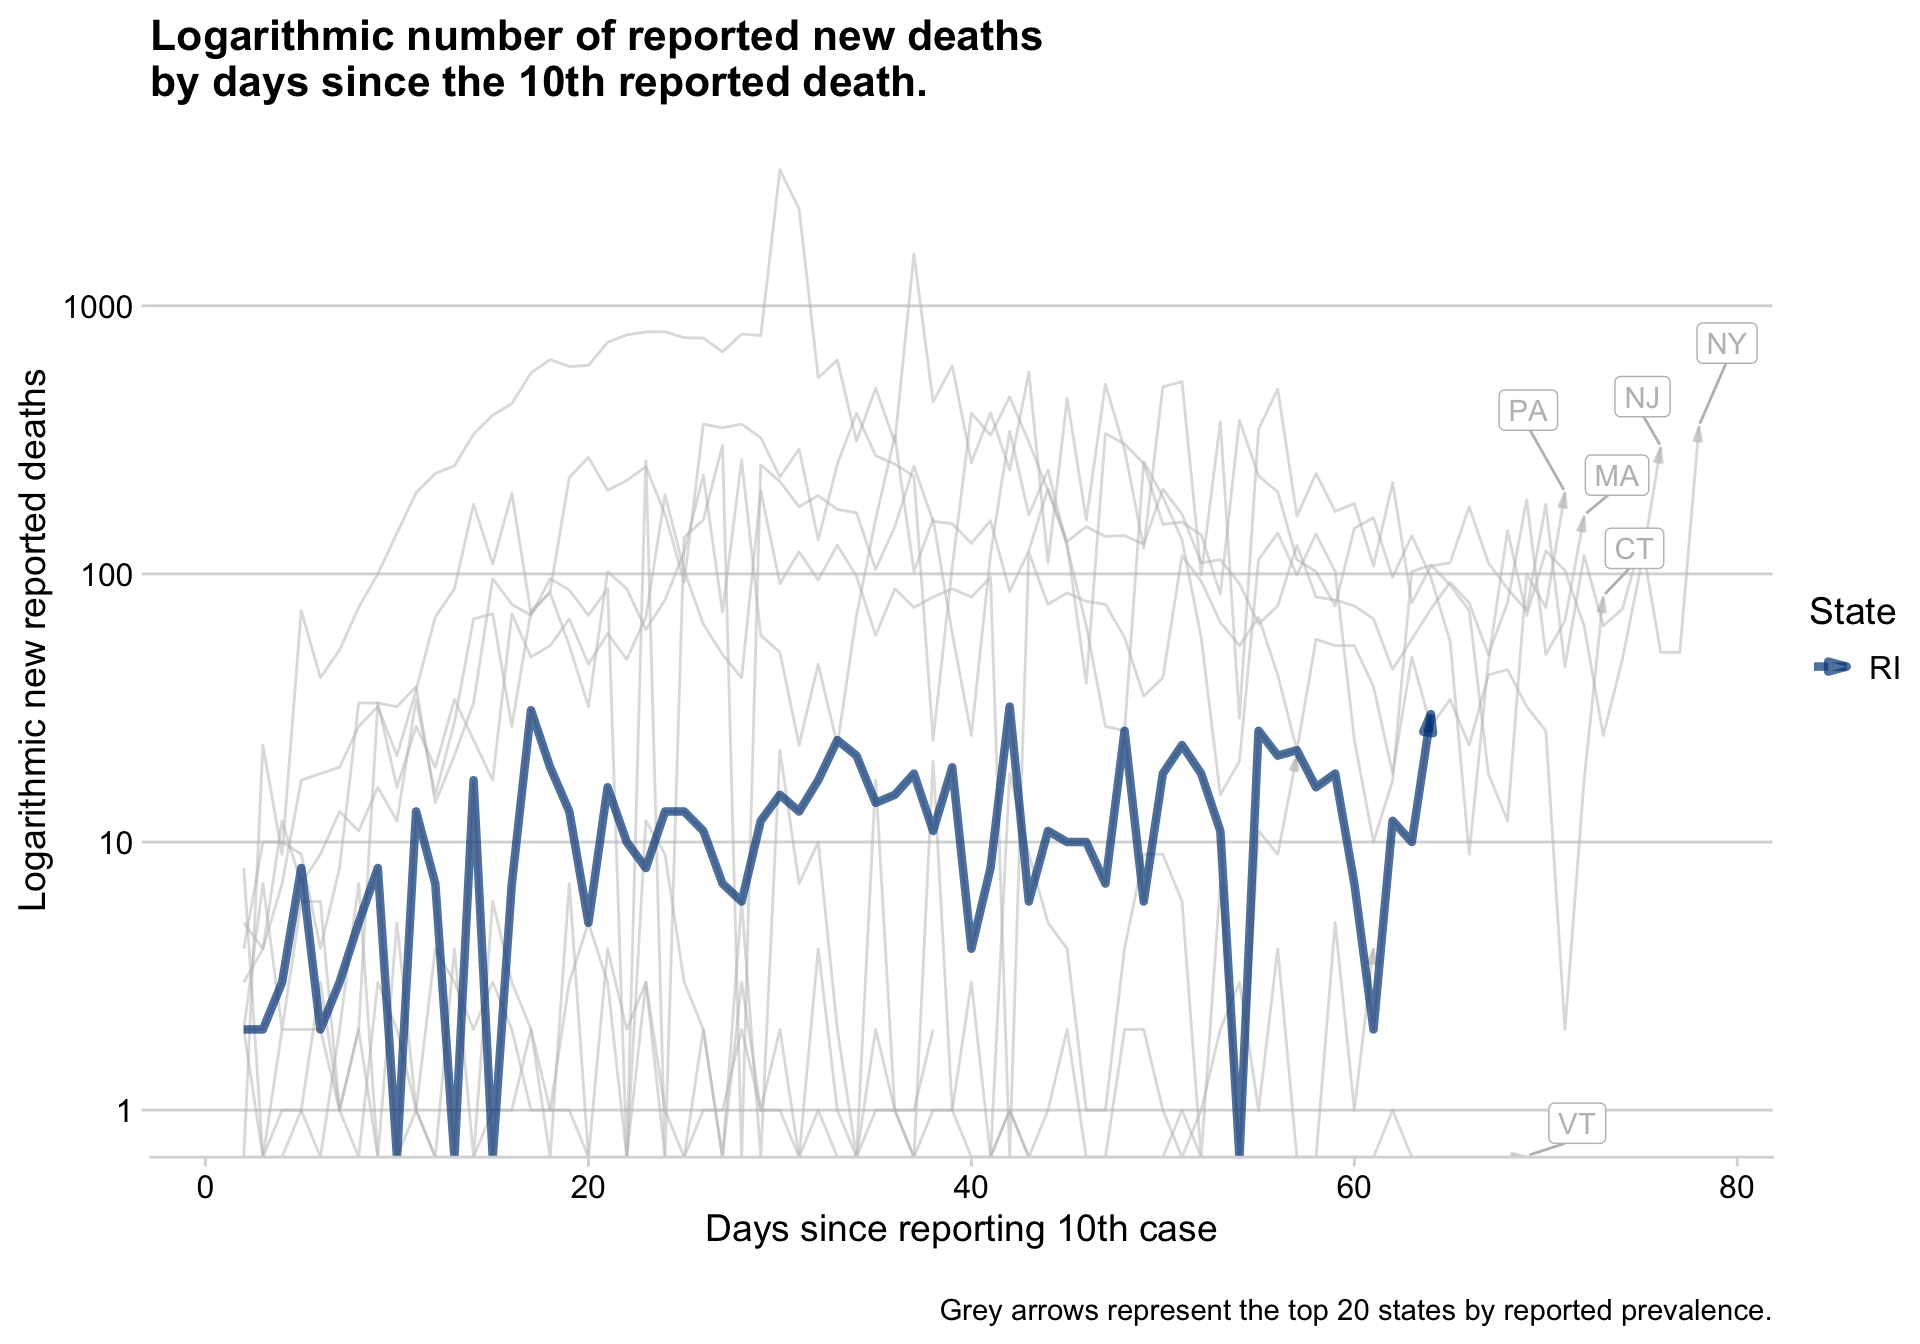 Logarithmic number of reported new deaths
by days since the 10th reported death.
Logarithmic new reported deaths
1000
100
10
1
NY
NJ
PA
MA
CT
VT
State
RI
0
20
40
60
80
Days since reporting 10th case
Grey arrows represent the top 20 states by reported prevalence.